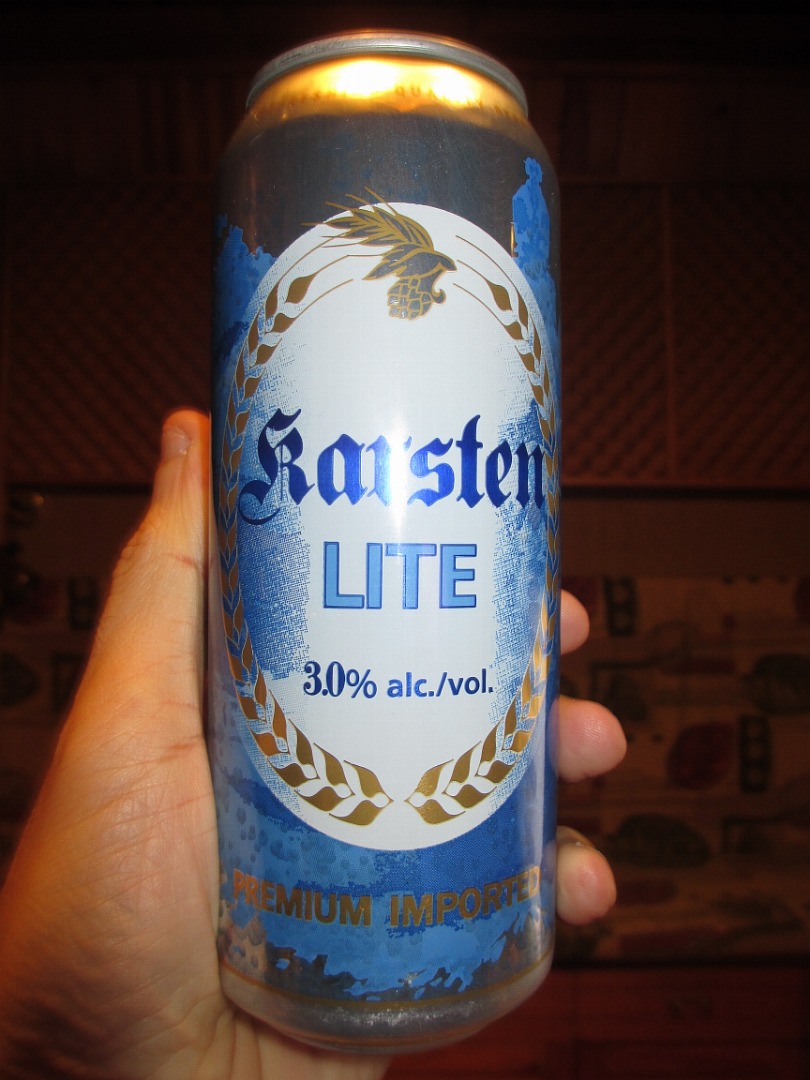 Karsten
LITE
3.0% alc./vol.
PREMIUM IMPORTED